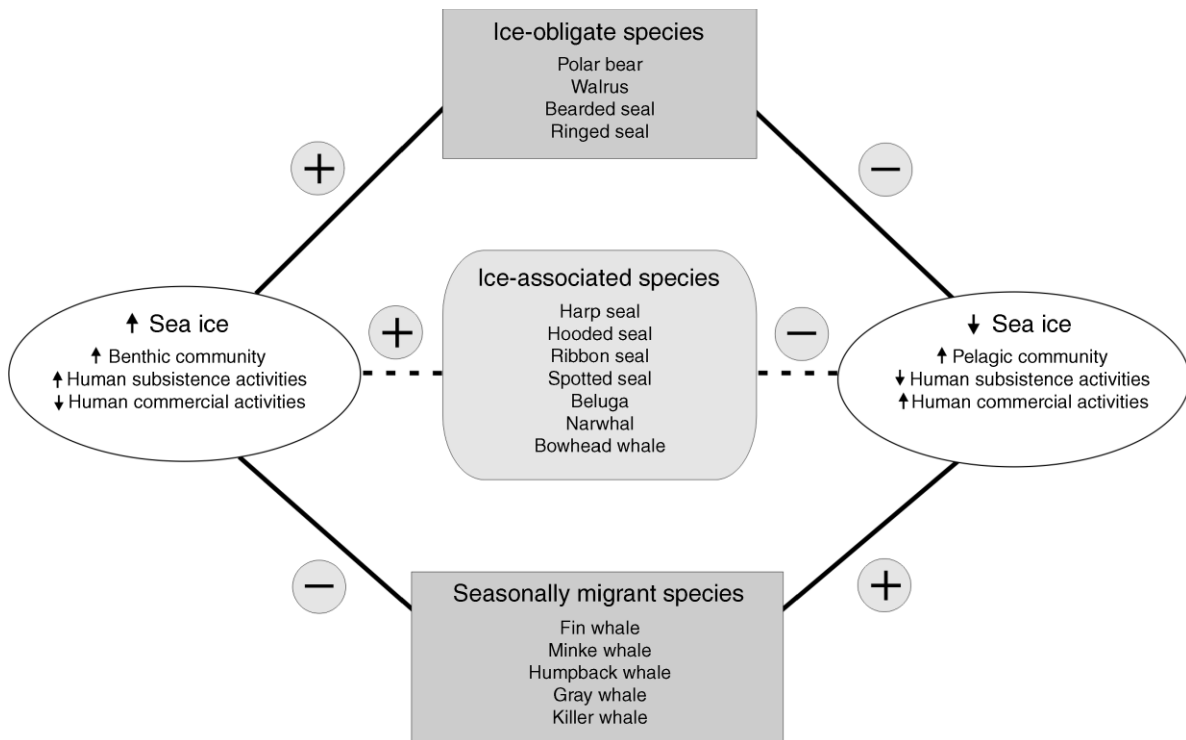 Ice-obligate species
Polar bear
Walrus
Bearded seal
Ringed seal
+
−
Ice-associated species
Harp seal
Hooded seal
Ribbon seal
Spotted seal
Beluga
Narwhal
Bowhead whale
+
−
↑ Sea ice
↑ Benthic community
↑ Human subsistence activities
↓ Human commercial activities
↓ Sea ice
↑ Pelagic community
↓ Human subsistence activities
↑ Human commercial activities
−
+
Seasonally migrant species
Fin whale
Minke whale
Humpback whale
Gray whale
Killer whale